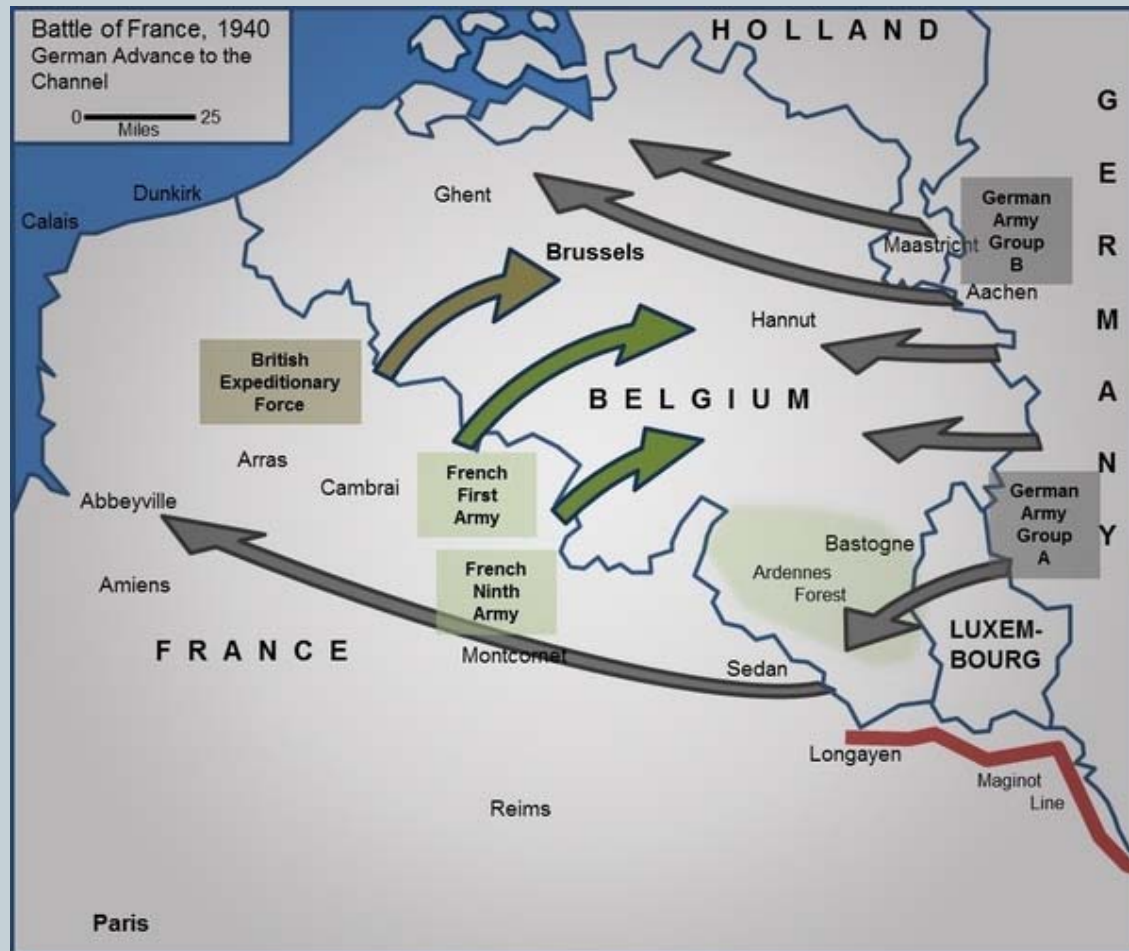 Battle of France, 1940
German Advance to the
Channel
0 25
Miles
HOLLAND
GERMANY
Dunkirk
Calais
Ghent
German
Army
Group
B
Maastricht
Brussels
Aachen
Hannut
British
Expeditionary
Force
BELGIUM
Arras
Cambrai
French
First
Army
Abbeyville
German
Army
Group
A
Bastogne
Ardennes
Forest
French
Ninth
Army
Amiens
FRANCE
Montcornet
Sedan
LUXEM-
BOURG
Longayen
Maginot
Line
Reims
Paris